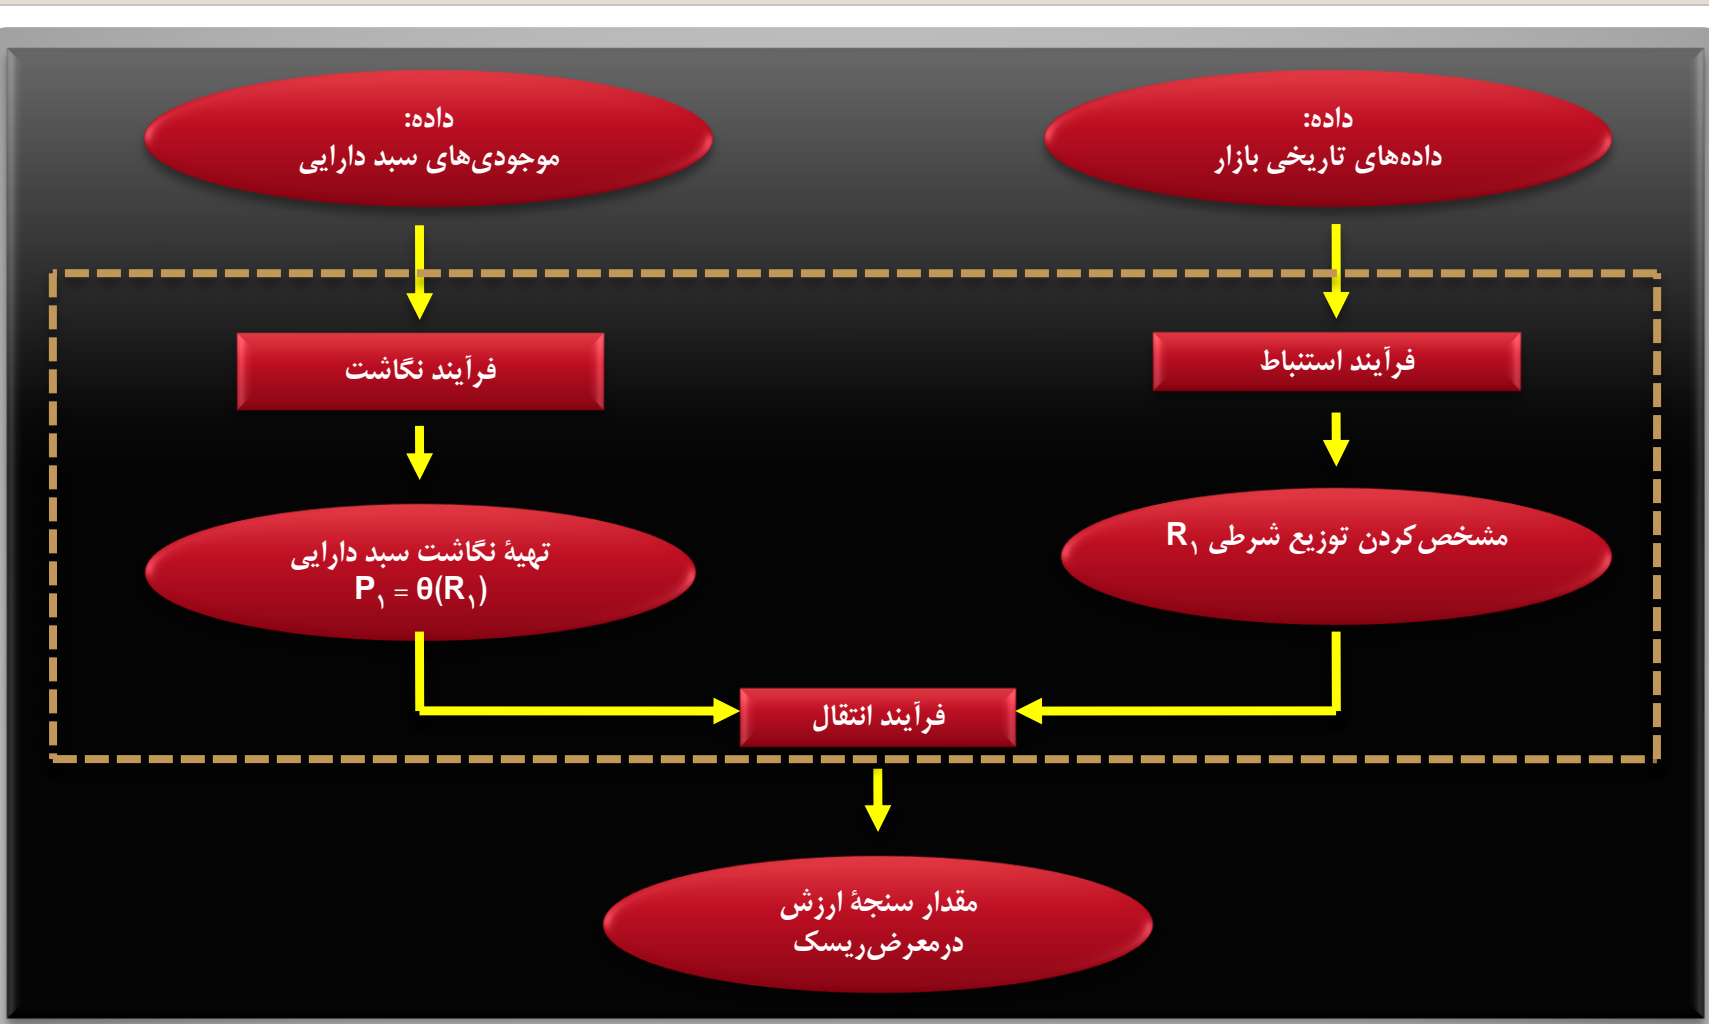 داده:
داده‌های تاریخی بازار
داده:
موجودی‌های سبد دارایی
فرآیند استنباط
فرآیند نگاشت
مشخص‌کردن توزیع شرطی R۱
تهیهٔ نگاشت سبد دارایی
P۱ = θ(R۱)
فرآیند انتقال
مقدار سنجهٔ ارزش
درمعرض‌ریسک